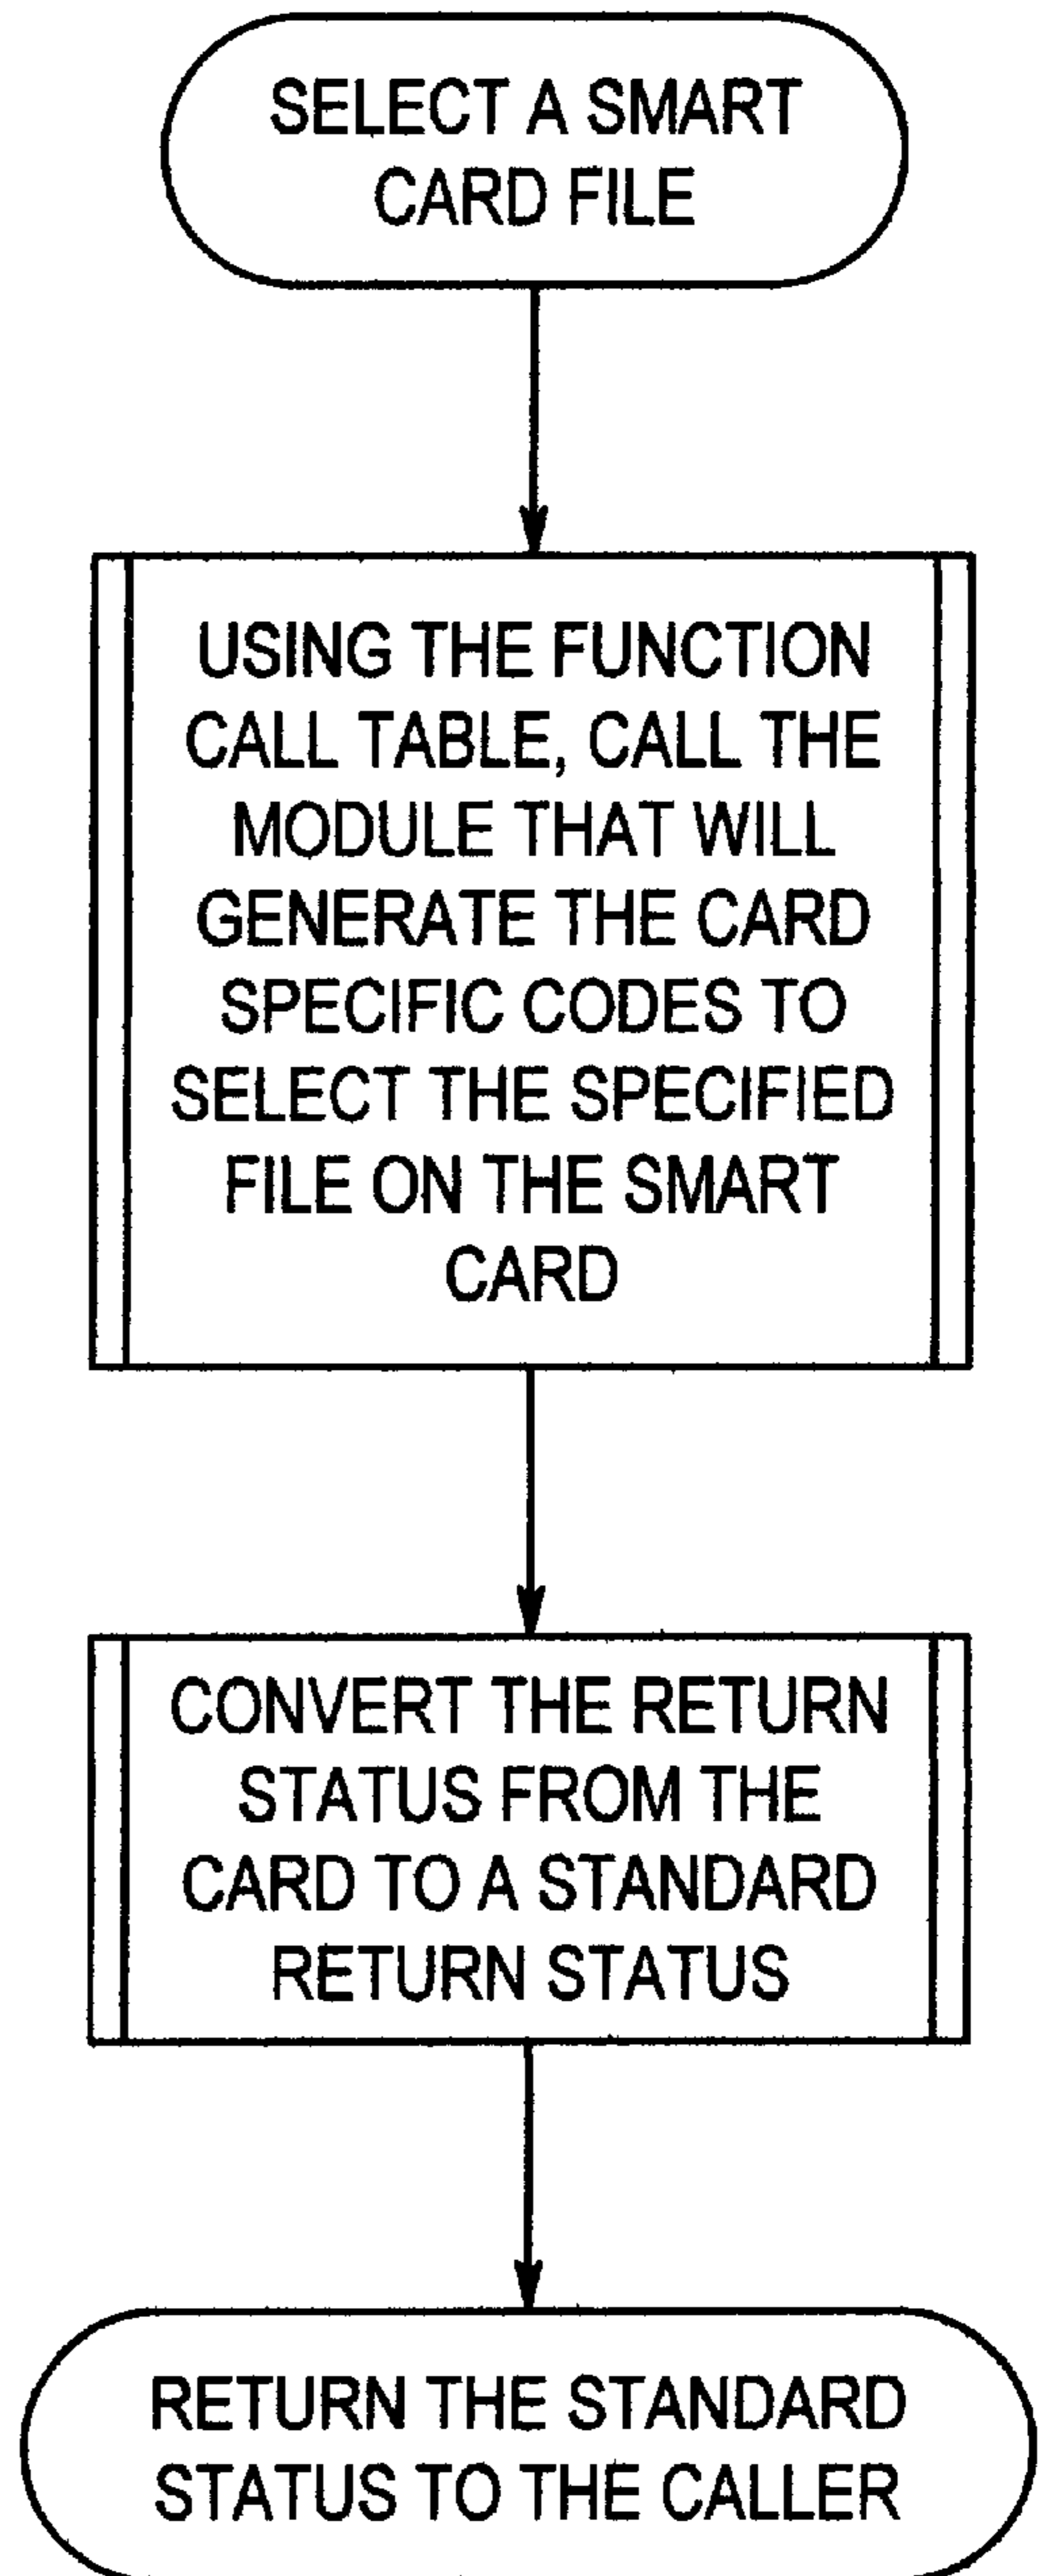 SELECT A SMART
CARD FILE
USING THE FUNCTION
CALL TABLE, CALL THE
MODULE THAT WILL
GENERATE THE CARD
SPECIFIC CODES TO
SELECT THE SPECIFIED
FILE ON THE SMART
CARD
CONVERT THE RETURN
STATUS FROM THE
CARD TO A STANDARD
RETURN STATUS
RETURN THE STANDARD
STATUS TO THE CALLER